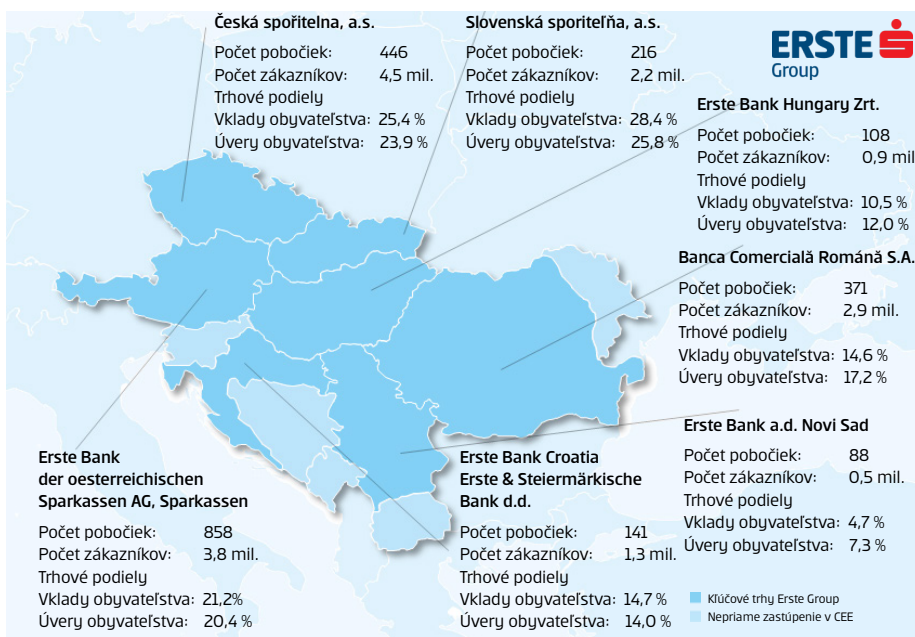 Česká spořitelna, a.s.
Počet pobočiek: 446
Počet zákazníkov: 4,5 mil.
Trhové podiely
Vklady obyvateľstva: 25,4 %
Úvery obyvateľstva: 23,9 %
Slovenská sporiteľňa, a.s.
Počet pobočiek: 216
Počet zákazníkov: 2,2 mil.
Trhové podiely
Vklady obyvateľstva: 28,4 %
Úvery obyvateľstva: 25,8 %
ERSTE
Group
Erste Bank Hungary Zrt.
Počet pobočiek: 108
Počet zákazníkov: 0,9 mil
Trhové podiely
Vklady obyvateľstva: 10,5 %
Úvery obyvateľstva: 12,0 %
Banca Comercială Română S.A.
Počet pobočiek: 371
Počet zákazníkov: 2,9 mil.
Trhové podiely
Vklady obyvateľstva: 14,6 %
Úvery obyvateľstva: 17,2 %
Erste Bank a.d. Novi Sad
Počet pobočiek: 88
Počet zákazníkov: 0,5 mil.
Trhové podiely
Vklady obyvateľstva: 4,7 %
Úvery obyvateľstva: 7,3 %
Erste Bank
der oesterreichischen
Sparkassen AG, Sparkassen
Počet pobočiek: 858
Počet zákazníkov: 3,8 mil.
Trhové podiely
Vklady obyvateľstva: 21,2%
Úvery obyvateľstva: 20,4 %
Erste Bank Croatia
Erste & Steiermärkische
Bank d.d.
Počet pobočiek: 141
Počet zákazníkov: 1,3 mil.
Trhové podiely
Vklady obyvateľstva: 14,7 %
Úvery obyvateľstva: 14,0 %
Kľúčové trhy Erste Group
Nepriame zastúpenie v CEE